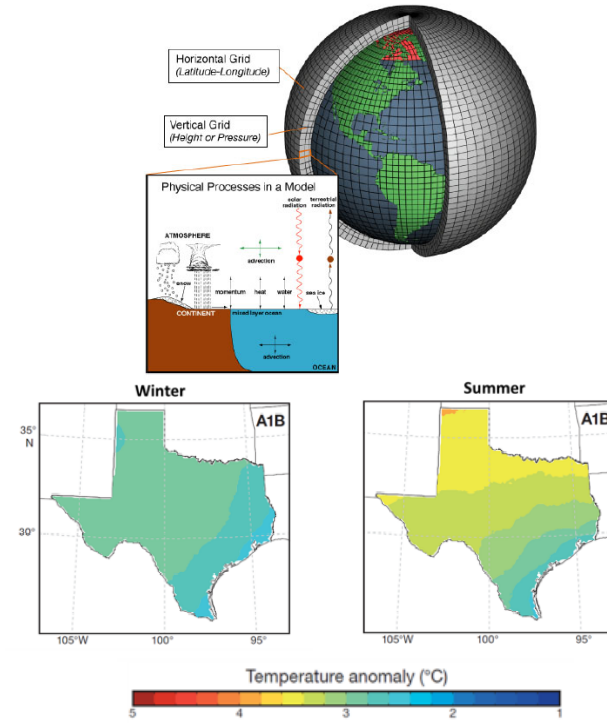 Horizontal Grid
(Latitude-Longitude)
Vertical Grid
(Height or Pressure)
Physical Processes in a Model
solar
radiation
terrestrial
radiation
ATMOSPHERE
advection
snow
momentum heat water sea ice
CONTINENT mixed layer ocean
advection
OCEAN
Winter
A1B
35°
N
30°
105°W 100° 95°
Summer
A1B
105°W 100° 95°
Temperature anomaly (°C)
5 4 3 2 1